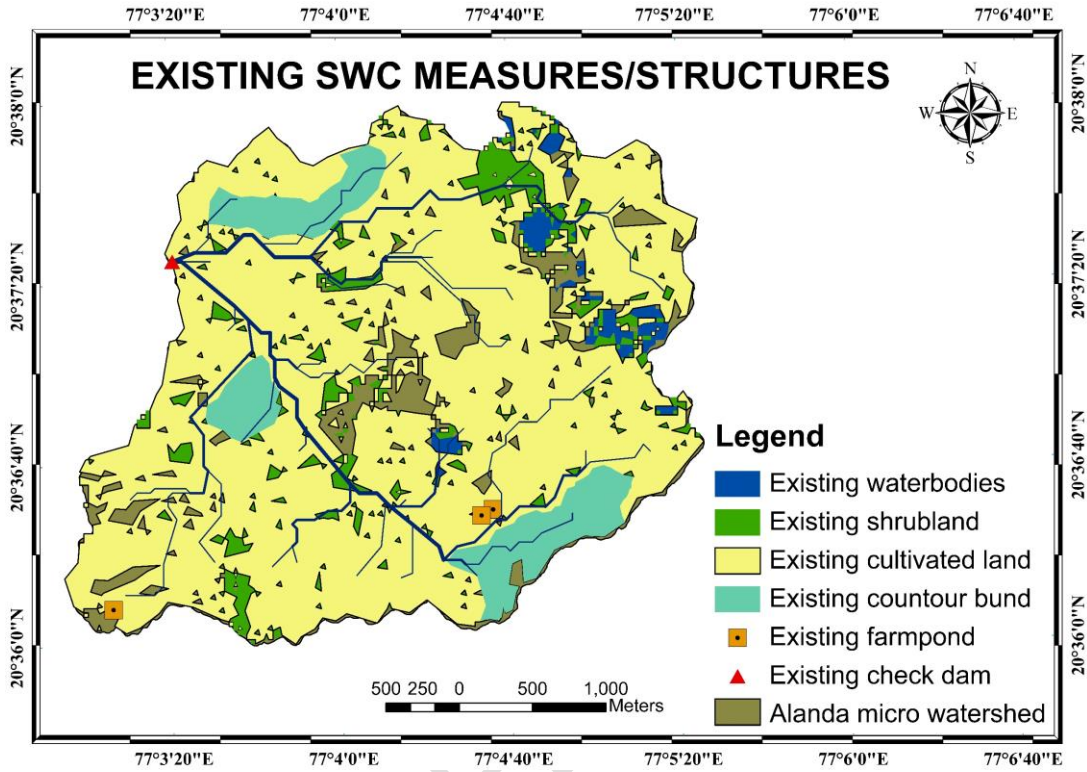 77°3'20"E 77°4'0"E 77°4'40"E 77°5'20"E 77°6'0"E 77°6'40"E
EXISTING SWC MEASURES/STRUCTURES
N
W E
S
20°38'0"N 20°38'0"N
20°37'20"N 20°37'20"N
20°36'40"N 20°36'40"N
20°36'0"N 20°36'0"N
Legend
Existing waterbodies
Existing shrubland
Existing cultivated land
Existing countour bund
Existing farmpond
Existing check dam
Alanda micro watershed
500 250 0 500 1,000
Meters
77°3'20"E 77°4'0"E 77°4'40"E 77°5'20"E 77°6'0"E 77°6'40"E